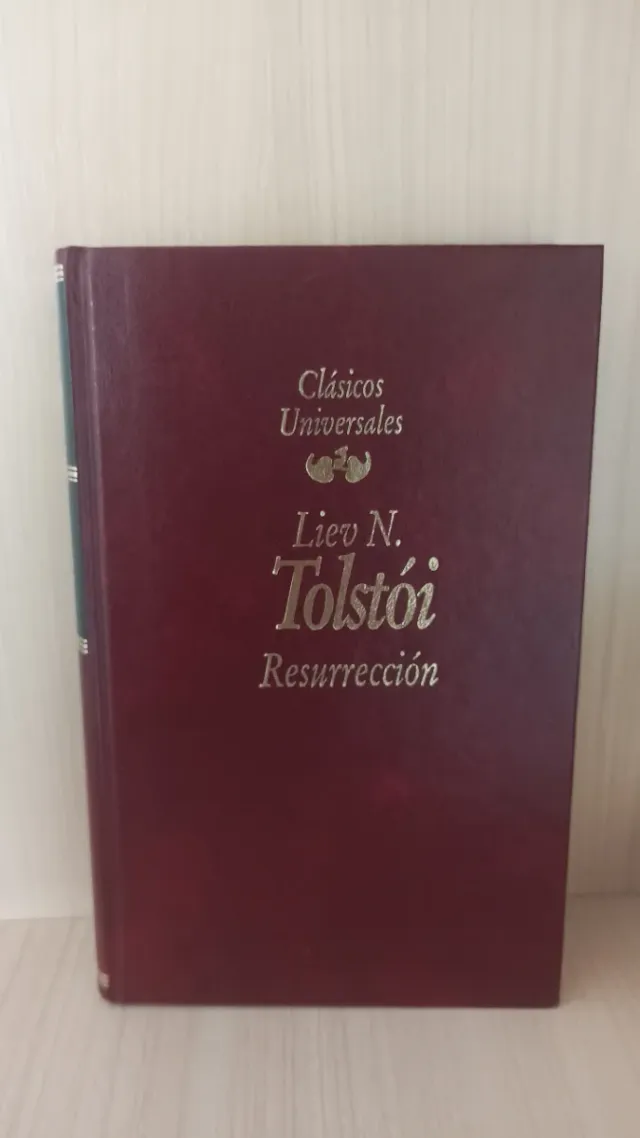 Clásicos
Universales
Liev N.
Tolstói
Resurrección